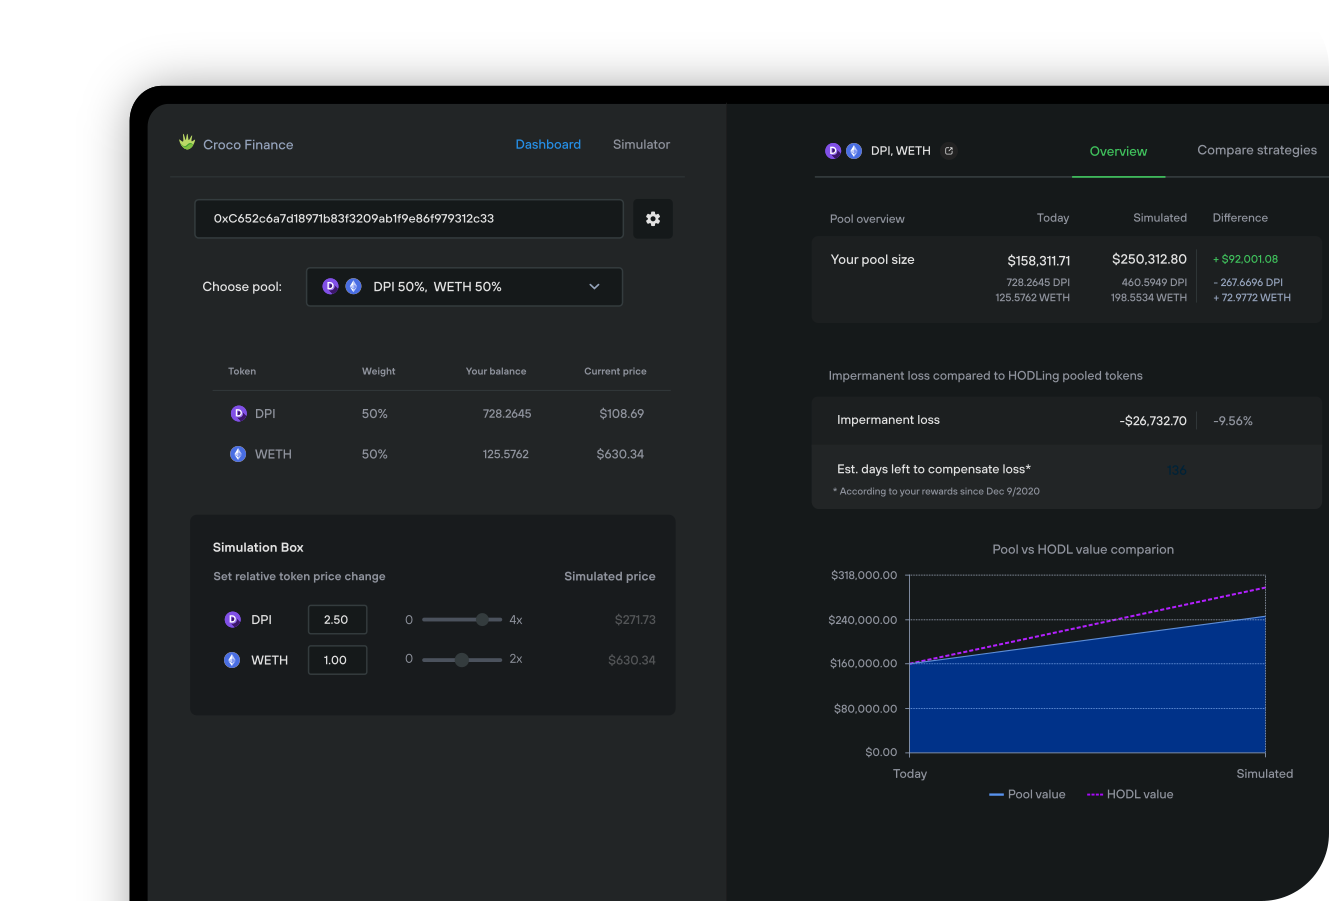 Croco Finance
Dashboard
Simulator
0xC652c6a7d18971b83f3209ab1f9e86f979312c33
Choose pool:
DPI 50%, WETH 50%
Token Weight Your balance Current price
DPI 50% 728.2645 $108.69
WETH 50% 125.5762 $630.34
Simulation Box
Set relative token price change Simulated price
DPI 2.50 0 4x $271.73
WETH 1.00 0 2x $630.34
DPI, WETH
Overview
Compare strategies
Pool overview Today Simulated Difference
Your pool size $158,311.71 $250,312.80 + $92,001.08
728.2645 DPI 460.5949 DPI - 267.6696 DPI
125.5762 WETH 198.5534 WETH + 72.9772 WETH
Impermanent loss compared to HODLing pooled tokens
Impermanent loss -$26,732.70 -9.56%
Est. days left to compensate loss* 136
* According to your rewards since Dec 9/2020
Pool vs HODL value comparion
$318,000.00
$240,000.00
$160,000.00
$80,000.00
$0.00
Today Simulated
Pool value HODL value